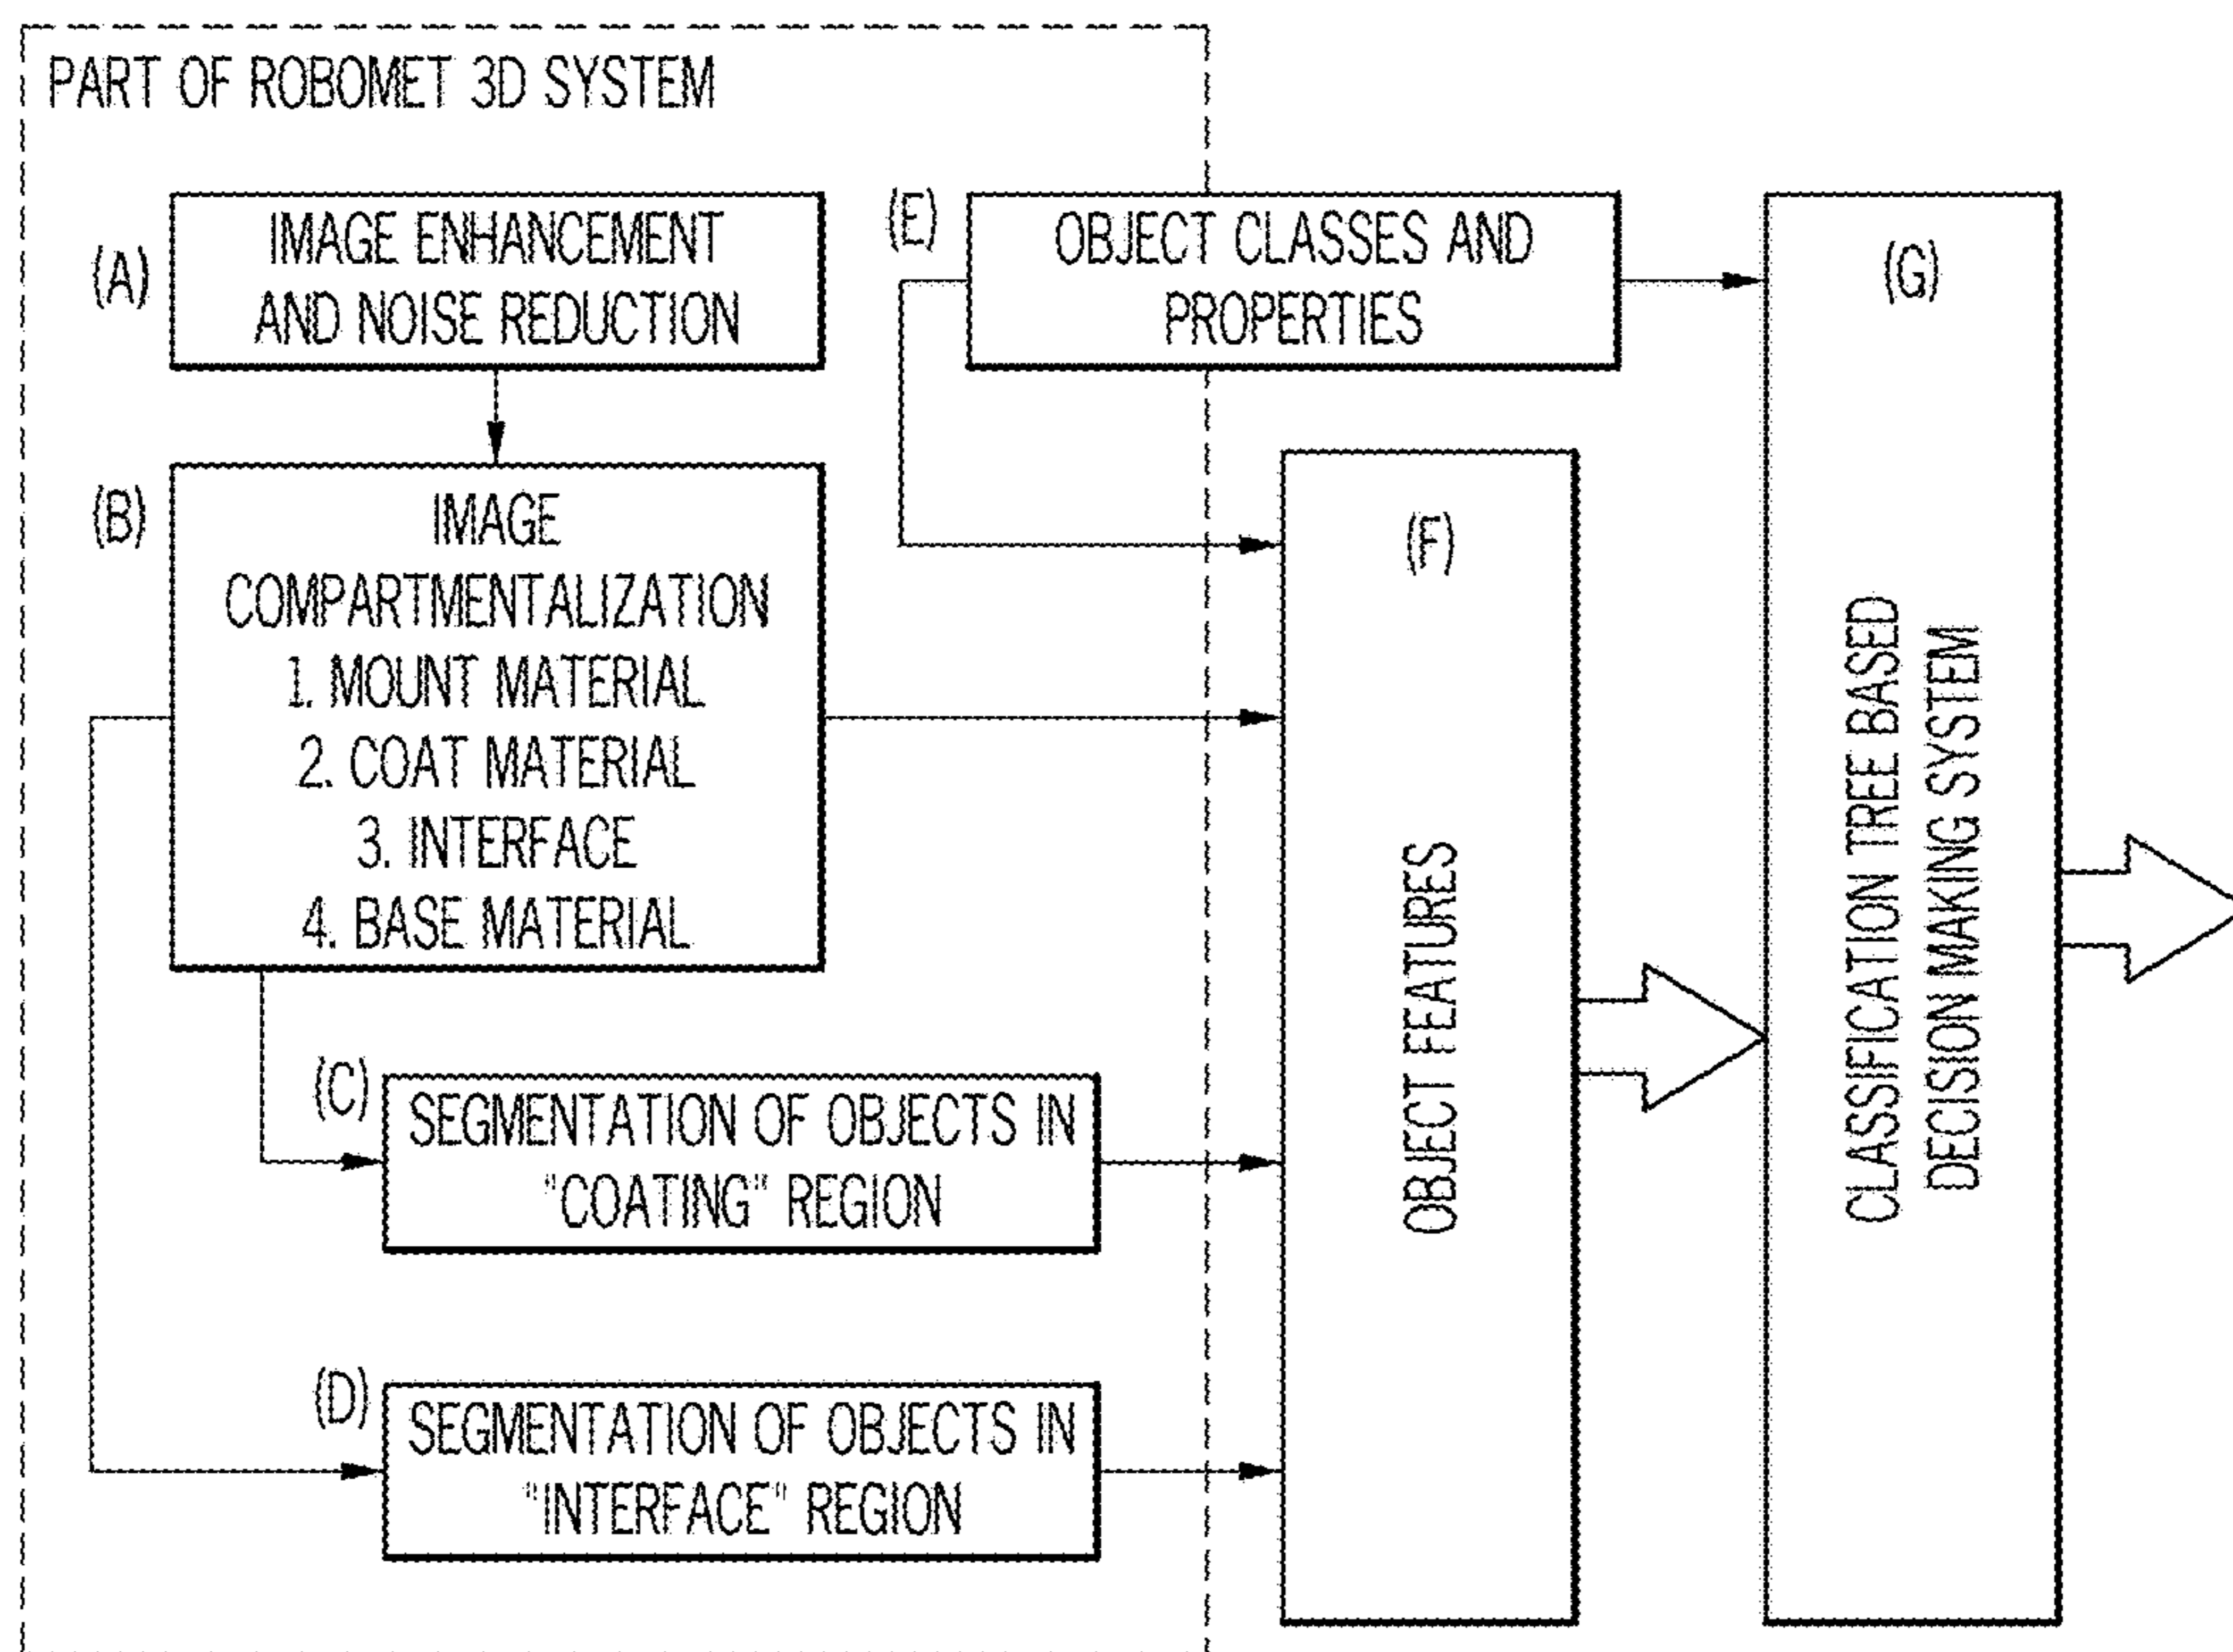 PART OF ROBOMET 3D SYSTEM
(A)
IMAGE ENHANCEMENT
AND NOISE REDUCTION
(B)
IMAGE
COMPARTMENTALIZATION
1. MOUNT MATERIAL
2. COAT MATERIAL
3. INTERFACE
4. BASE MATERIAL
(C)
SEGMENTATION OF OBJECTS IN
"COATING" REGION
(D)
SEGMENTATION OF OBJECTS IN
"INTERFACE" REGION
(E)
OBJECT CLASSES AND
PROPERTIES
(F)
OBJECT FEATURES
(G)
CLASSIFICATION TREE BASED
DECISION MAKING SYSTEM